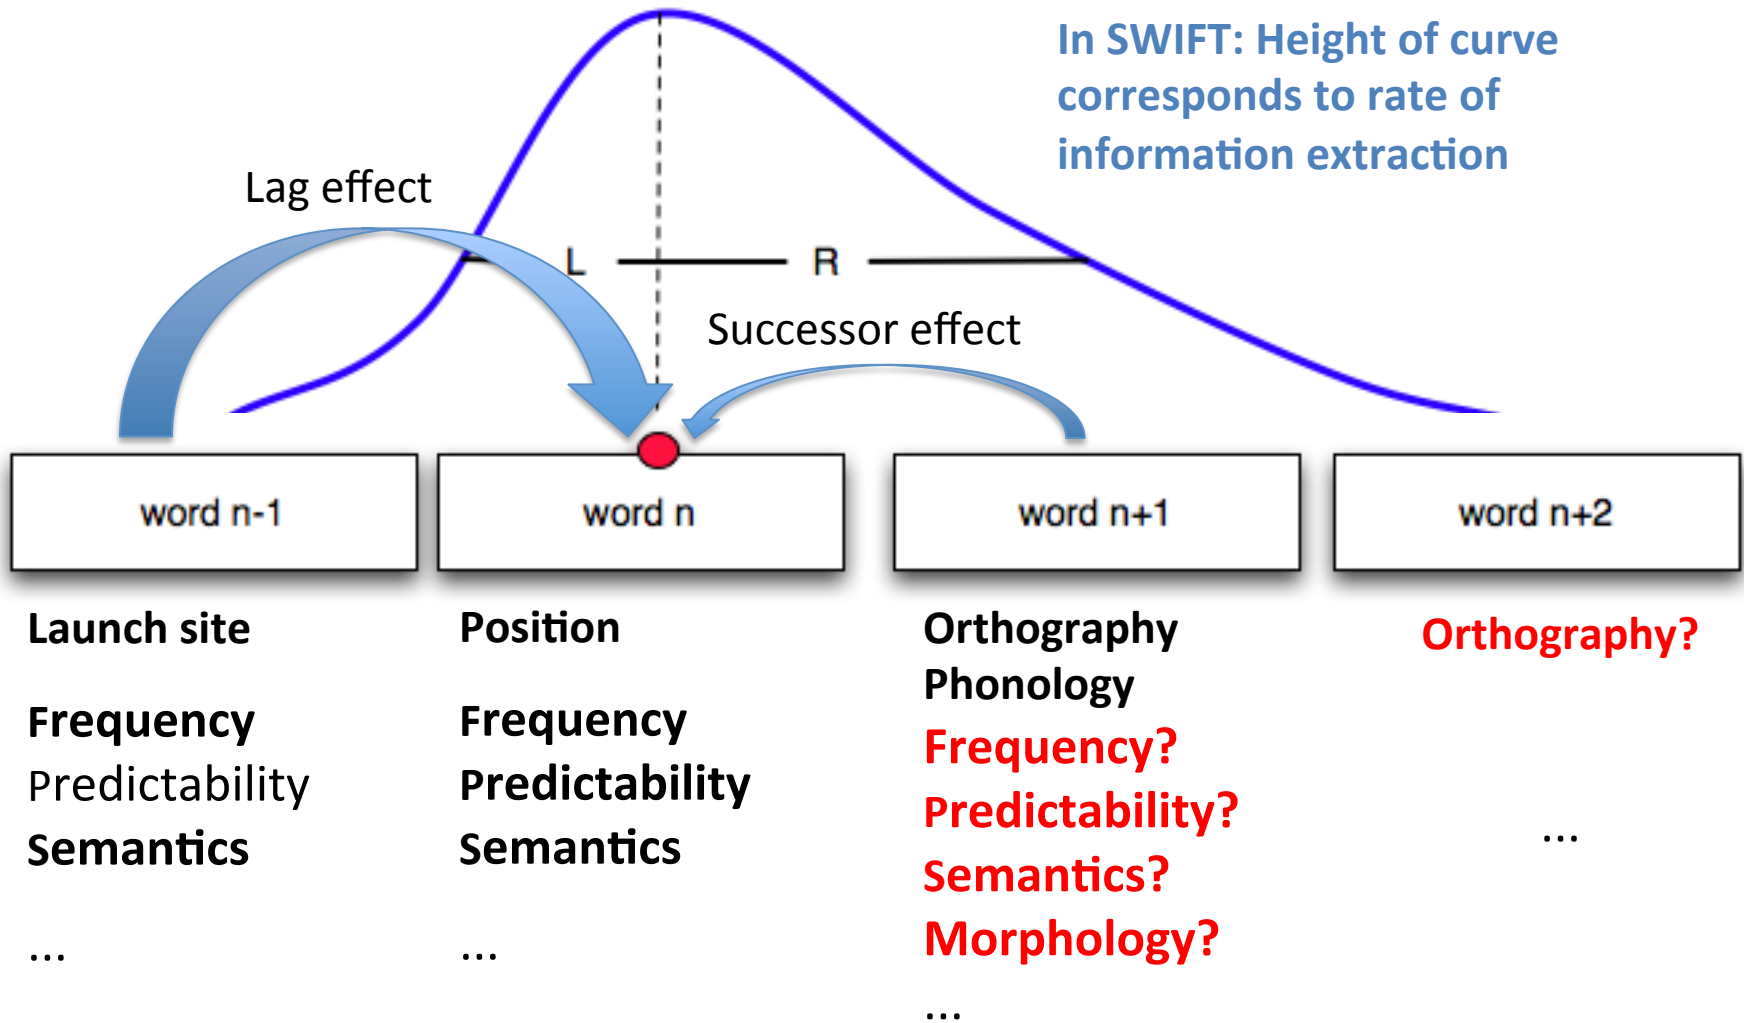 In SWIFT: Height of curve
corresponds to rate of
information extraction
Lag effect
L
R
Successor effect
word n-1
word n
word n+1
word n+2
Launch site
Frequency
Predictability
Semantics
...
Position
Frequency
Predictability
Semantics
...
Orthography
Phonology
Frequency?
Predictability?
Semantics?
Morphology?
...
Orthography?
...